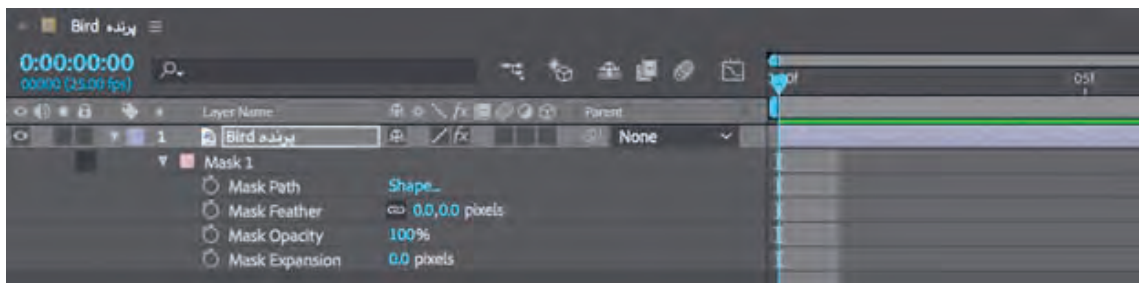 Bird پرنده
0:00:00:00
00000 (25.00 fps)
:00f 05f
# Layer Name Parent
1 Bird پرنده None
Mask 1
Mask Path Shape...
Mask Feather 0.0,0.0 pixels
Mask Opacity 100%
Mask Expansion 0.0 pixels